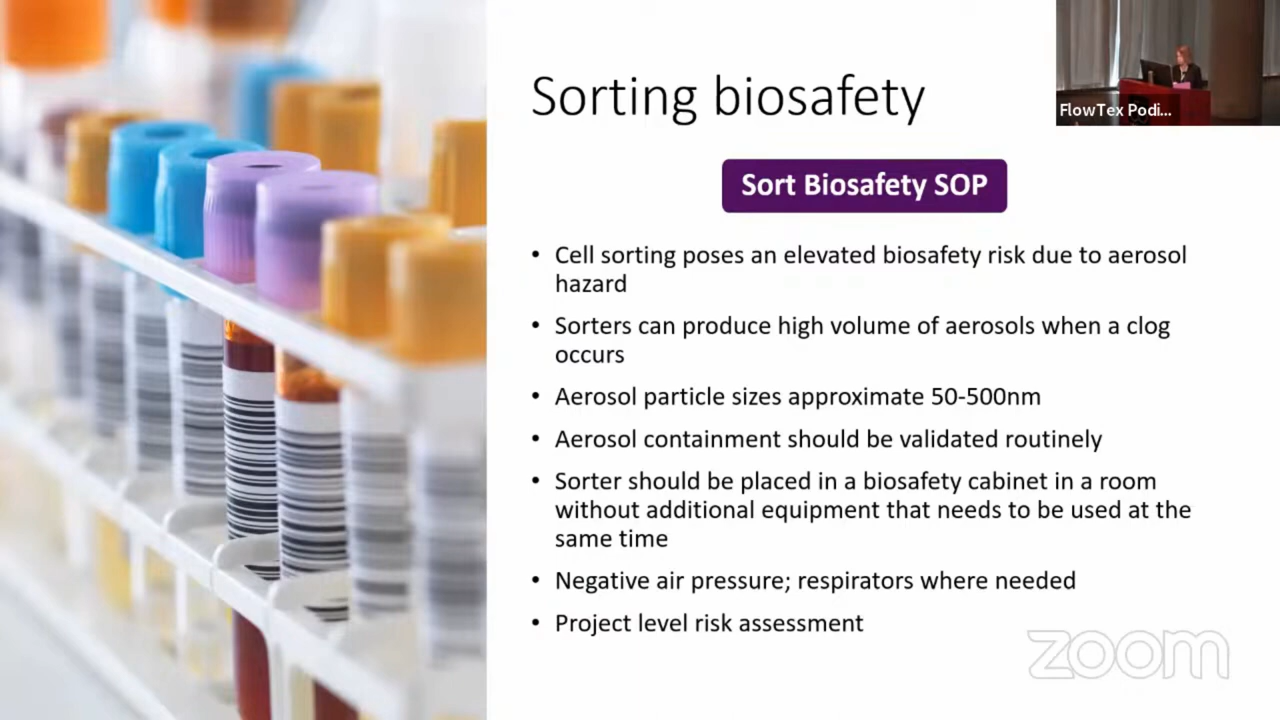 Sorting biosafety
FlowTex Podi...
Sort Biosafety SOP
• Cell sorting poses an elevated biosafety risk due to aerosol
hazard
• Sorters can produce high volume of aerosols when a clog
occurs
• Aerosol particle sizes approximate 50-500nm
• Aerosol containment should be validated routinely
• Sorter should be placed in a biosafety cabinet in a room
without additional equipment that needs to be used at the
same time
• Negative air pressure; respirators where needed
• Project level risk assessment
zoom